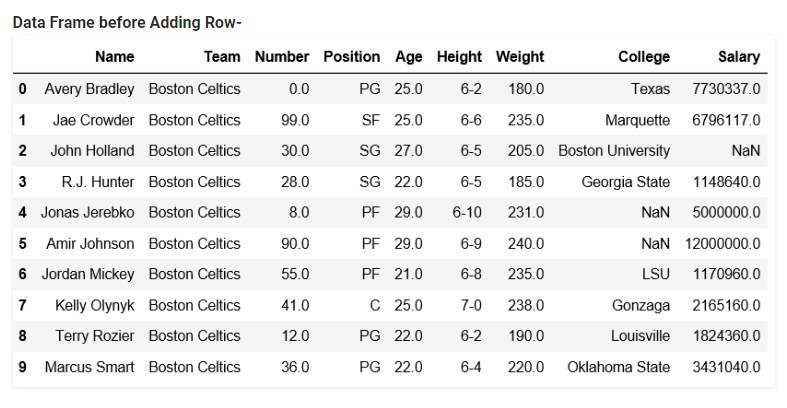 Data Frame before Adding Row-
Name Team Number Position Age Height Weight College Salary
0 Avery Bradley Boston Celtics 0.0 PG 25.0 6-2 180.0 Texas 7730337.0
1 Jae Crowder Boston Celtics 99.0 SF 25.0 6-6 235.0 Marquette 6796117.0
2 John Holland Boston Celtics 30.0 SG 27.0 6-5 205.0 Boston University NaN
3 R.J. Hunter Boston Celtics 28.0 SG 22.0 6-5 185.0 Georgia State 1148640.0
4 Jonas Jerebko Boston Celtics 8.0 PF 29.0 6-10 231.0 NaN 5000000.0
5 Amir Johnson Boston Celtics 90.0 PF 29.0 6-9 240.0 NaN 12000000.0
6 Jordan Mickey Boston Celtics 55.0 PF 21.0 6-8 235.0 LSU 1170960.0
7 Kelly Olynyk Boston Celtics 41.0 C 25.0 7-0 238.0 Gonzaga 2165160.0
8 Terry Rozier Boston Celtics 12.0 PG 22.0 6-2 190.0 Louisville 1824360.0
9 Marcus Smart Boston Celtics 36.0 PG 22.0 6-4 220.0 Oklahoma State 3431040.0